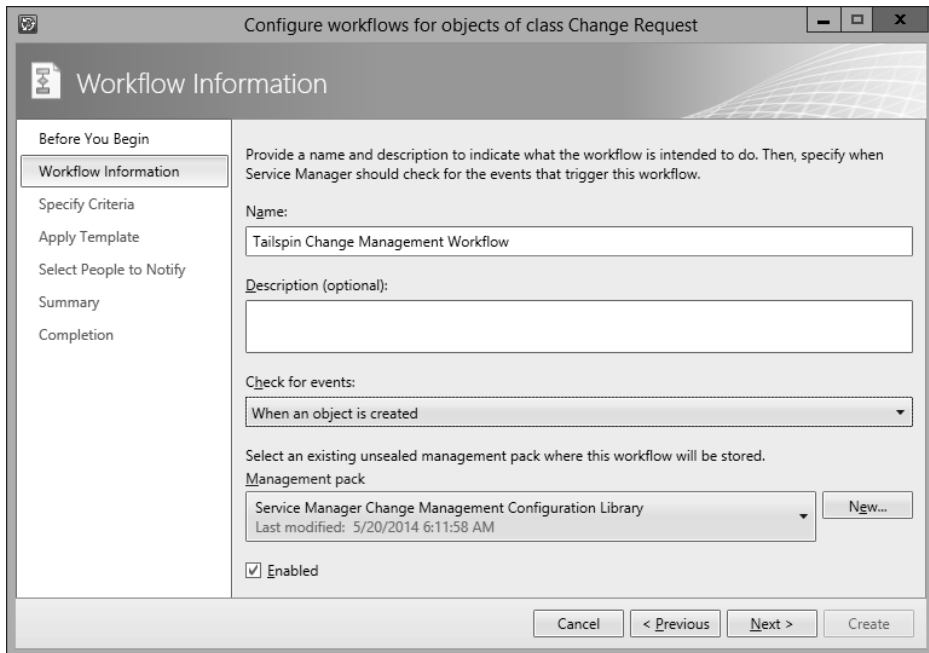 Configure workflows for objects of class Change Request
Workflow Information
Before You Begin
Workflow Information
Specify Criteria
Apply Template
Select People to Notify
Summary
Completion
Provide a name and description to indicate what the workflow is intended to do. Then, specify when
Service Manager should check for the events that trigger this workflow.
Name:
Tailspin Change Management Workflow
Description (optional):
Check for events:
When an object is created
Select an existing unsealed management pack where this workflow will be stored.
Management pack
Service Manager Change Management Configuration Library
Last modified: 5/20/2014 6:11:58 AM
New...
Enabled
Cancel
< Previous
Next >
Create